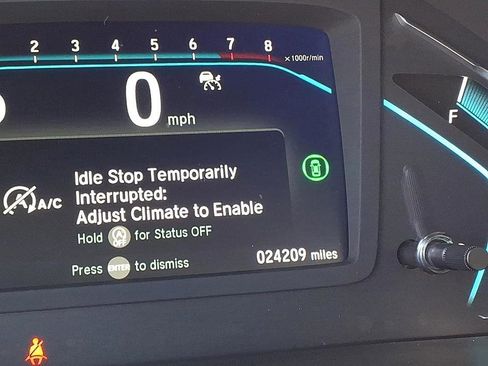 2 3 4 5 6 7 8 ×1000r/min
0 mph
F
Idle Stop Temporarily
Interrupted:
A/C
Adjust Climate to Enable
Hold A OFF for Status OFF
Press ENTER to dismiss
024209 miles